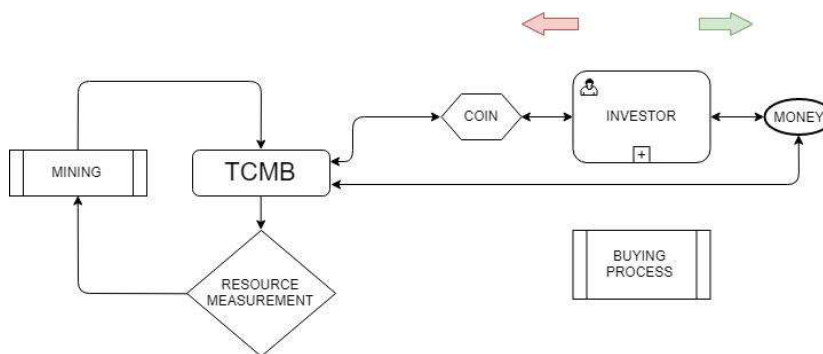 COIN
INVESTOR
MONEY
MINING
TCMB
RESOURCE
MEASUREMENT
BUYING
PROCESS